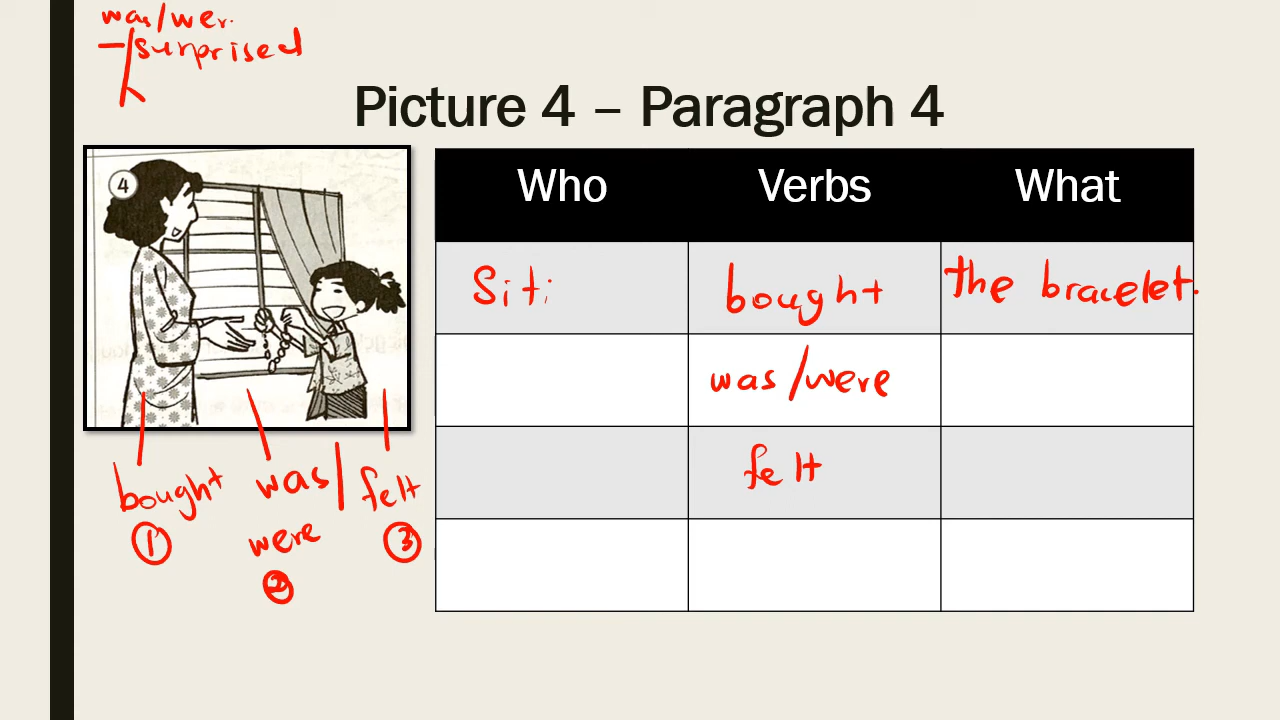 was/wer.
surprised
Picture 4 – Paragraph 4
4
Who Verbs What
Siti bought the bracelet.
was/were
felt
bought was/ felt
were
1 2 3